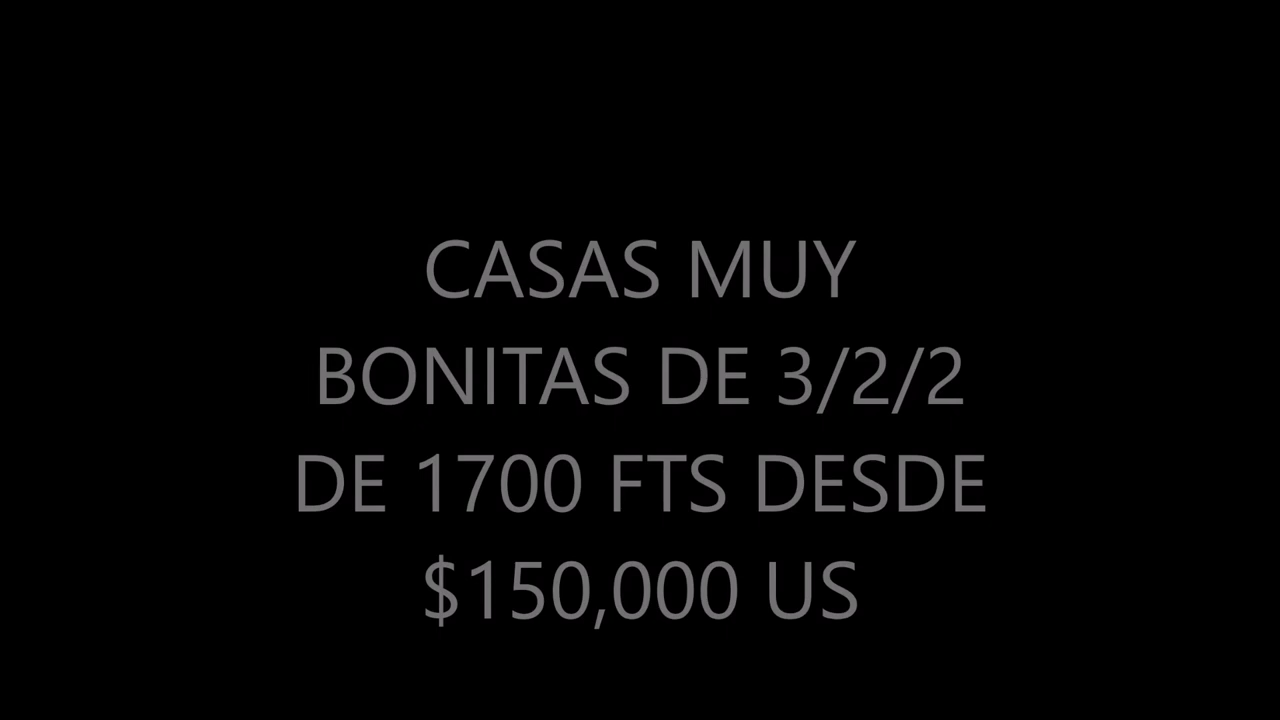 CASAS MUY
BONITAS DE 3/2/2
DE 1700 FTS DESDE
$150,000 US